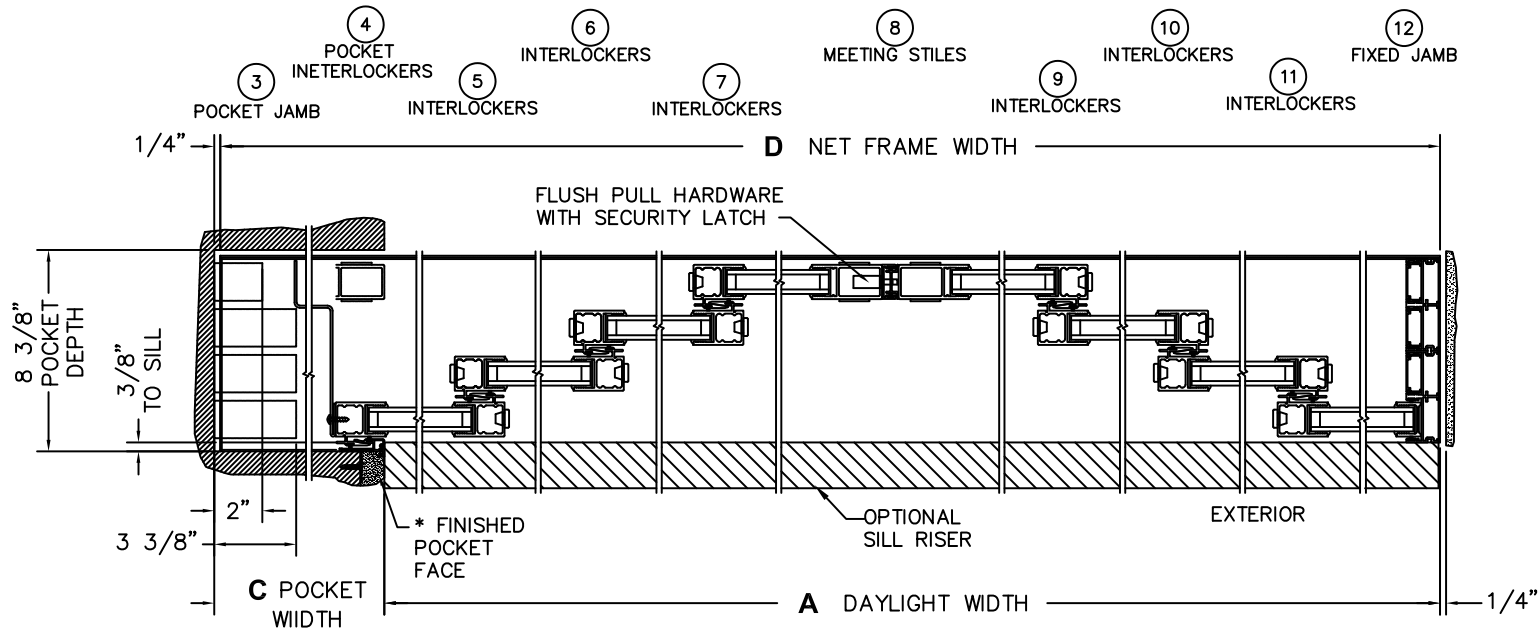 4
POCKET
INETERLOCKERS
6
INTERLOCKERS
8
MEETING STILES
10
INTERLOCKERS
12
FIXED JAMB
3
POCKET JAMB
5
INTERLOCKERS
7
INTERLOCKERS
9
INTERLOCKERS
11
INTERLOCKERS
1/4"
D NET FRAME WIDTH
FLUSH PULL HARDWARE
WITH SECURITY LATCH
8 3/8"
POCKET
DEPTH
3/8"
TO SILL
2"
3 3/8"
* FINISHED
POCKET
FACE
OPTIONAL
SILL RISER
EXTERIOR
C POCKET
WIIDTH
A DAYLIGHT WIDTH
1/4"